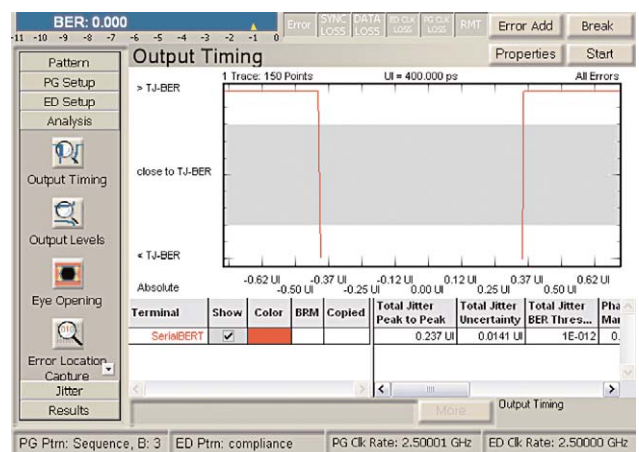 BER: 0.000
-11 -10 -9 -8 -7 -6 -5 -4 -3 -2 -1 0
Error
SYNC LOSS
DATA LOSS
ED CLK LOSS
PG CLK LOSS
RMT
Error Add
Break
Output Timing
Properties
Start
Pattern
PG Setup
ED Setup
Analysis
Output Timing
Output Levels
Eye Opening
Error Location
Capture
Jitter
Results
1 Trace: 150 Points
UI = 400.000 ps
All Errors
> TJ-BER
close to TJ-BER
< TJ-BER
Absolute
-0.62 UI -0.37 UI -0.12 UI 0.12 UI 0.37 UI 0.62 UI
-0.50 UI -0.25 UI 0.00 UI 0.25 UI 0.50 UI
Terminal Show Color BRM Copied Total Jitter Peak to Peak Total Jitter Uncertainty Total Jitter BER Thres... Pha Mar
SerialBERT 0.237 UI 0.0141 UI 1E-012 0.
More
Output Timing
PG Ptrn: Sequence, B: 3 ED Ptrn: compliance PG Clk Rate: 2.50001 GHz ED Clk Rate: 2.50000 GHz